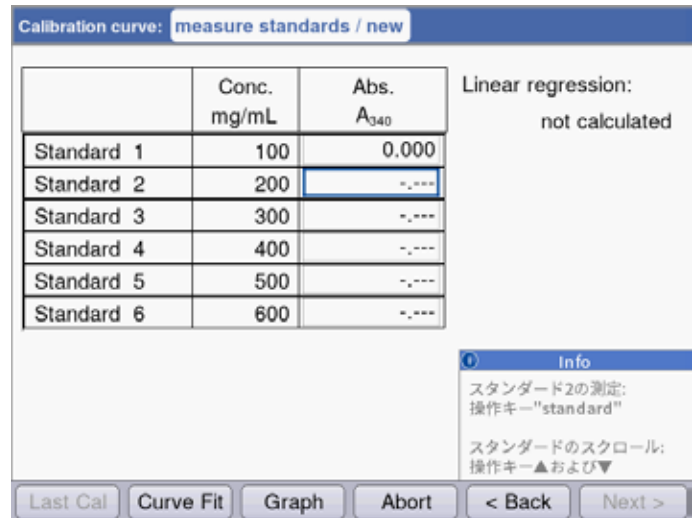 Calibration curve: measure standards / new
Conc. Abs. Linear regression:
mg/mL A₃₄₀ not calculated
Standard 1 100 0.000
Standard 2 200 -.---
Standard 3 300 -.---
Standard 4 400 -.---
Standard 5 500 -.---
Standard 6 600 -.---
Info
スタンダード2の測定:
操作キー"standard"
スタンダードのスクロール:
操作キー▲および▼
Last Cal Curve Fit Graph Abort < Back Next >